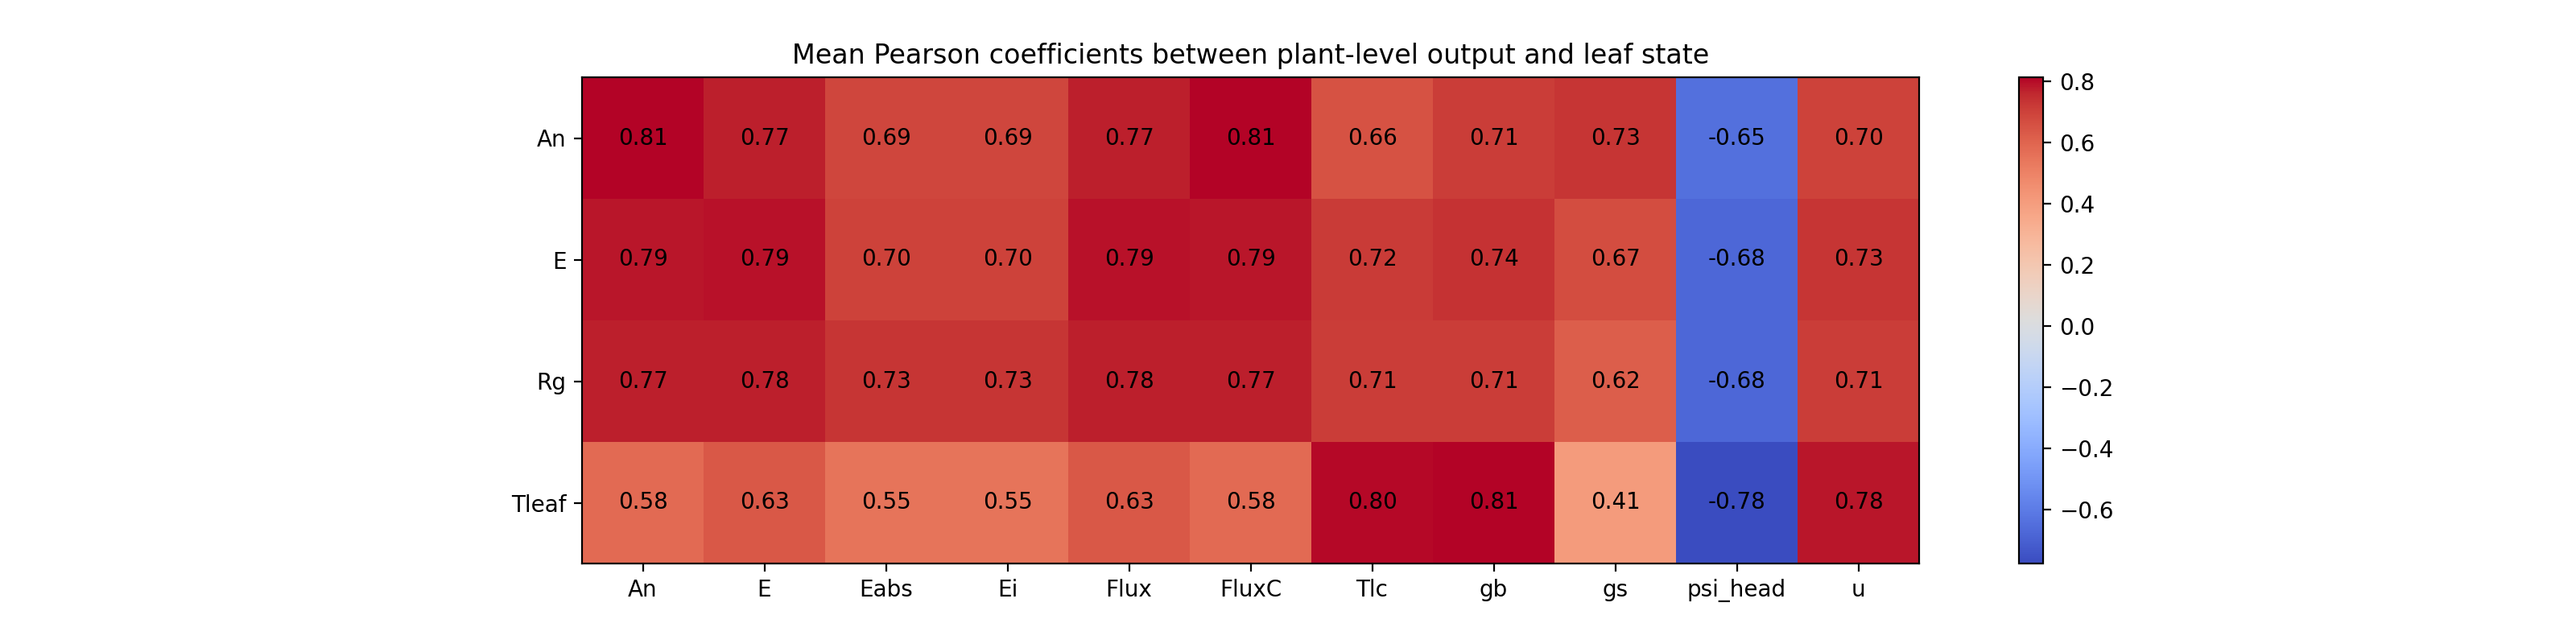 Mean Pearson coefficients between plant-level output and leaf state
An 0.81 0.77 0.69 0.69 0.77 0.81 0.66 0.71 0.73 -0.65 0.70
E 0.79 0.79 0.70 0.70 0.79 0.79 0.72 0.74 0.67 -0.68 0.73
Rg 0.77 0.78 0.73 0.73 0.78 0.77 0.71 0.71 0.62 -0.68 0.71
Tleaf 0.58 0.63 0.55 0.55 0.63 0.58 0.80 0.81 0.41 -0.78 0.78
An E Eabs Ei Flux FluxC Tlc gb gs psi_head u
0.8
0.6
0.4
0.2
0.0
−0.2
−0.4
−0.6